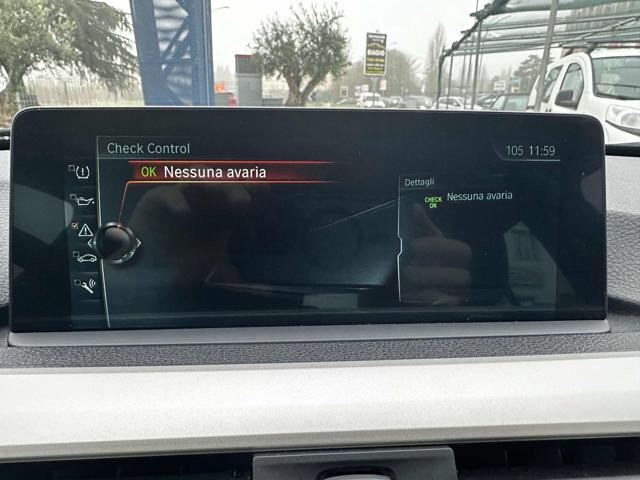 Check Control
105 11:59
OK Nessuna avaria
Dettagli
CHECK OK Nessuna avaria